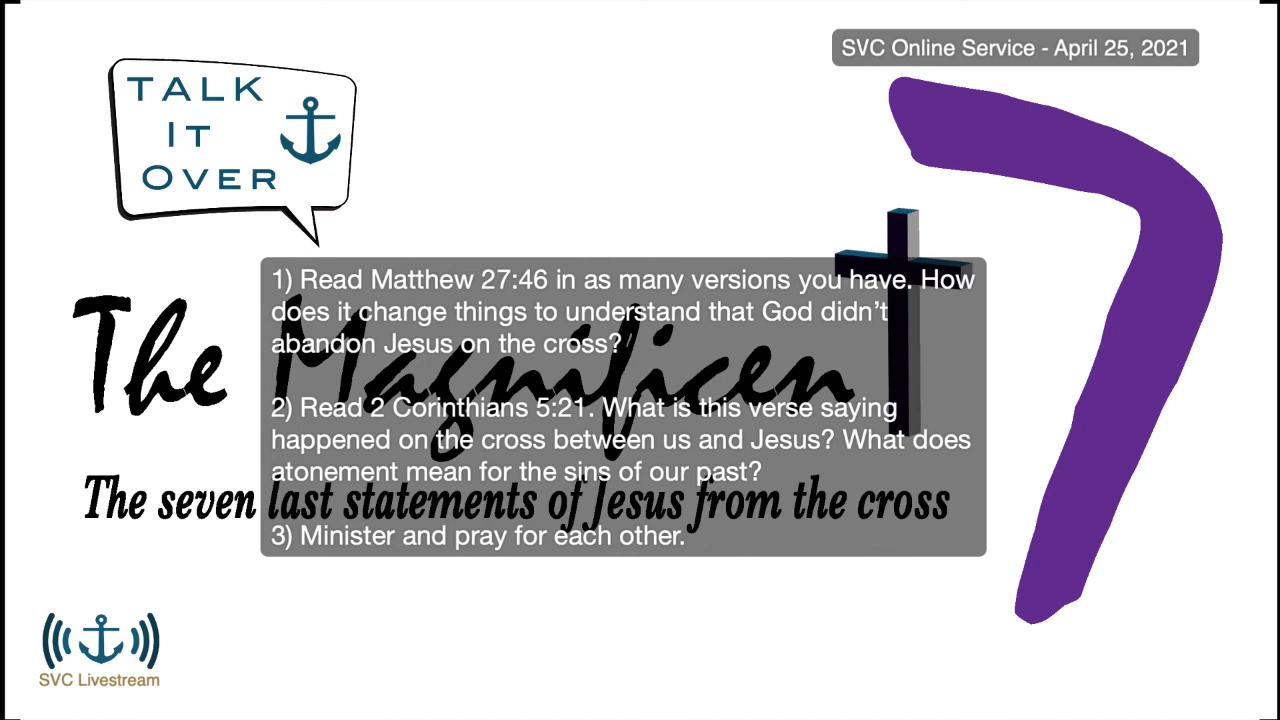 SVC Online Service - April 25, 2021
TALK
IT
OVER
1) Read Matthew 27:46 in as many versions you have. How
does it change things to understand that God didn't
abandon Jesus on the cross?
2) Read 2 Corinthians 5:21. What is this verse saying
happened on the cross between us and Jesus? What does
atonement mean for the sins of our past?
3) Minister and pray for each other.
The Magnificen
7
The seven last statements of Jesus from the cross
SVC Livestream